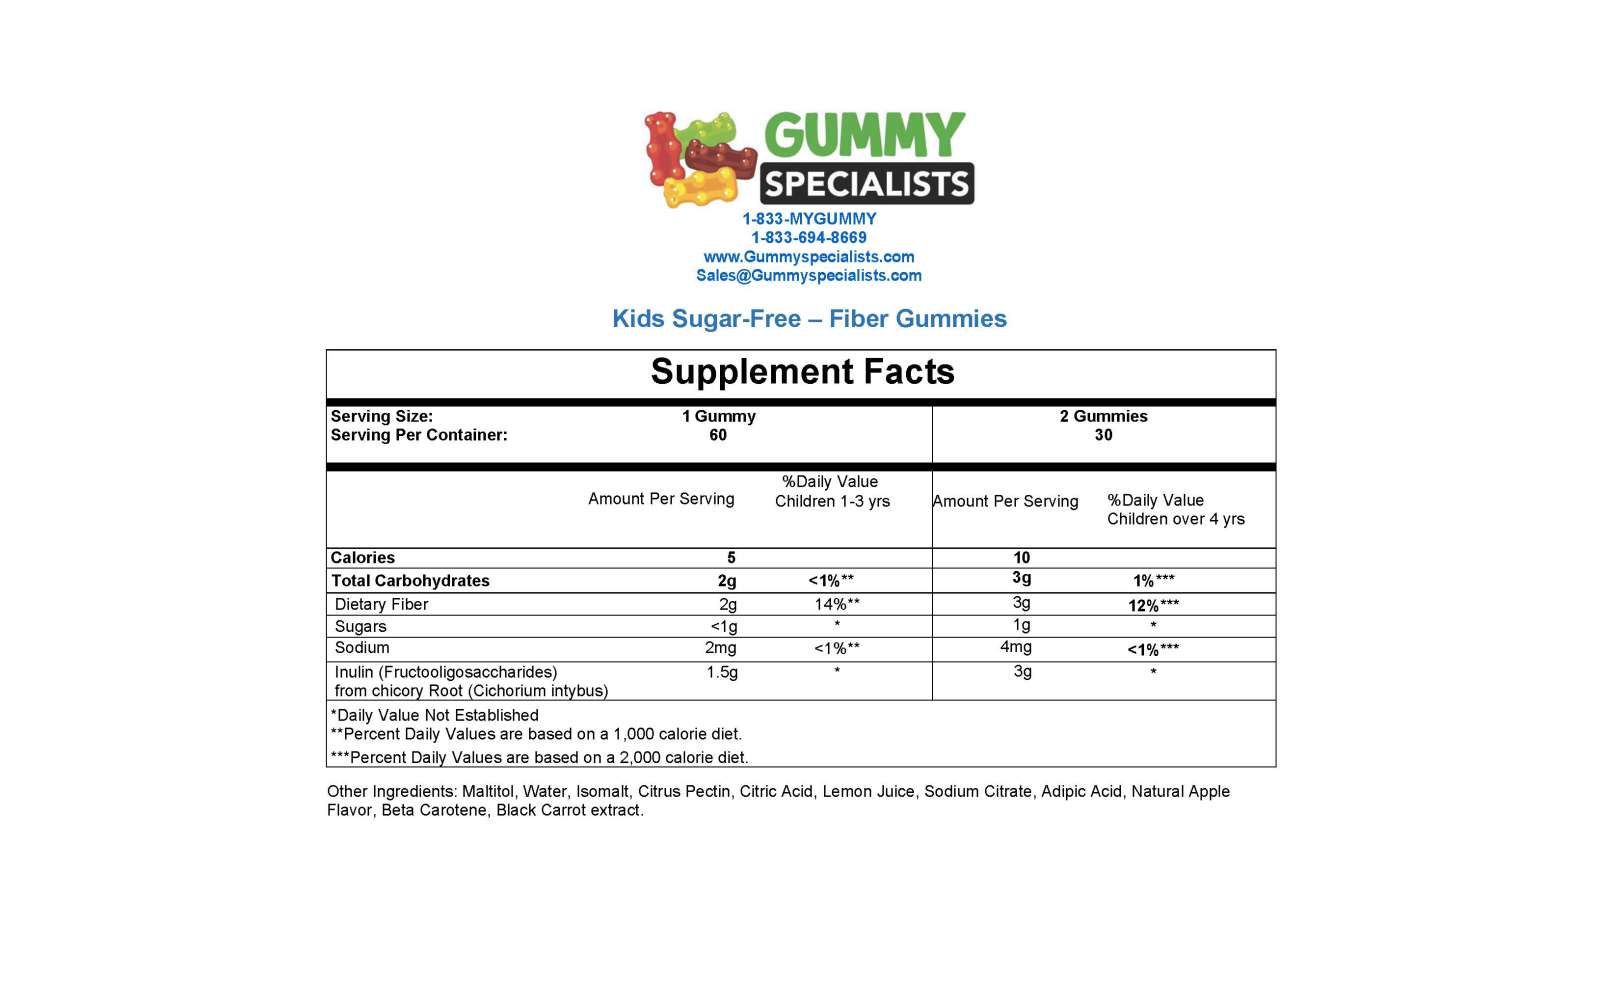 GUMMY
SPECIALISTS
1-833-MYGUMMY
1-833-694-8669
www.Gummyspecialists.com
Sales@Gummyspecialists.com
Kids Sugar-Free – Fiber Gummies
Supplement Facts
Serving Size: 1 Gummy 2 Gummies
Serving Per Container: 60 30
Amount Per Serving %Daily Value Children 1-3 yrs Amount Per Serving %Daily Value Children over 4 yrs
Calories 5 10
Total Carbohydrates 2g <1%** 3g 1%***
Dietary Fiber 2g 14%** 3g 12%***
Sugars <1g * 1g *
Sodium 2mg <1%** 4mg <1%***
Inulin (Fructooligosaccharides) 1.5g * 3g *
from chicory Root (Cichorium intybus)
*Daily Value Not Established
**Percent Daily Values are based on a 1,000 calorie diet.
***Percent Daily Values are based on a 2,000 calorie diet.
Other Ingredients: Maltitol, Water, Isomalt, Citrus Pectin, Citric Acid, Lemon Juice, Sodium Citrate, Adipic Acid, Natural Apple
Flavor, Beta Carotene, Black Carrot extract.